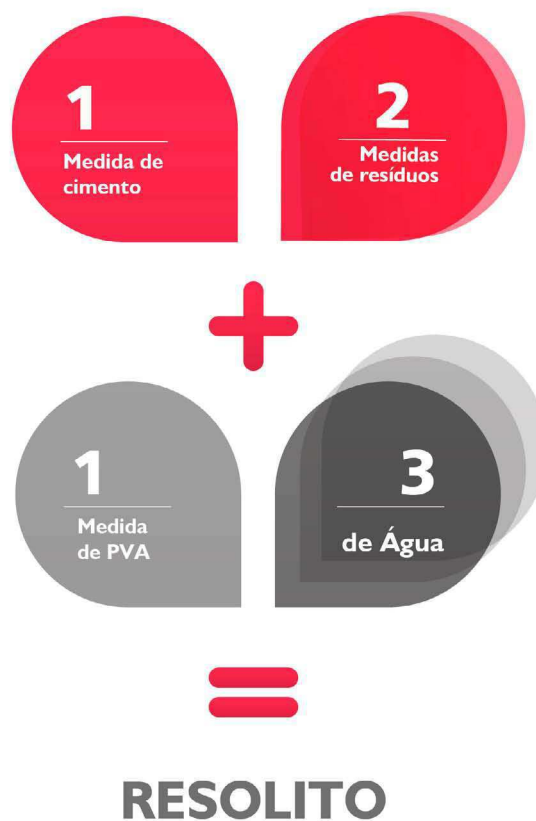 1
Medida de
cimento
2
Medidas
de resíduos
+
1
Medida
de PVA
3
de Água
=
RESOLITO